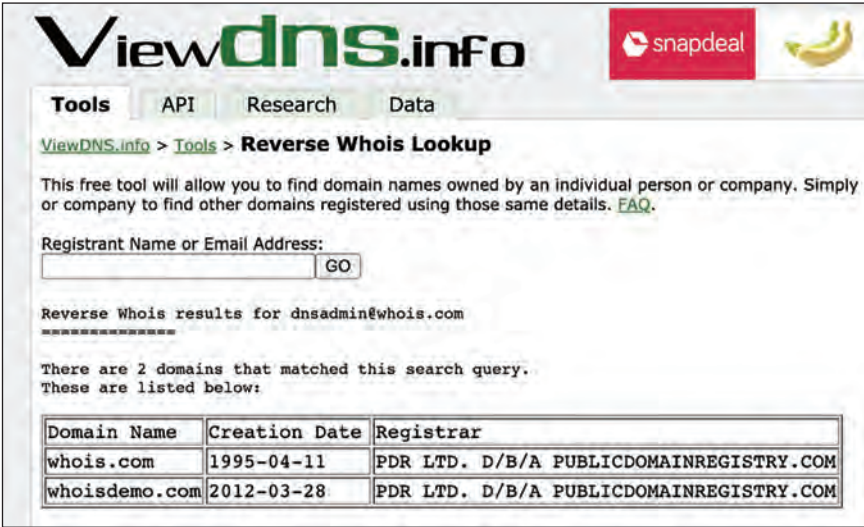 Viewdns.info
snapdeal
Tools API Research Data
ViewDNS.info > Tools > Reverse Whois Lookup
This free tool will allow you to find domain names owned by an individual person or company. Simply
or company to find other domains registered using those same details. FAQ.
Registrant Name or Email Address:
GO
Reverse Whois results for dnsadmin@whois.com
==============
There are 2 domains that matched this search query.
These are listed below:
Domain Name Creation Date Registrar
whois.com 1995-04-11 PDR LTD. D/B/A PUBLICDOMAINREGISTRY.COM
whoisdemo.com 2012-03-28 PDR LTD. D/B/A PUBLICDOMAINREGISTRY.COM